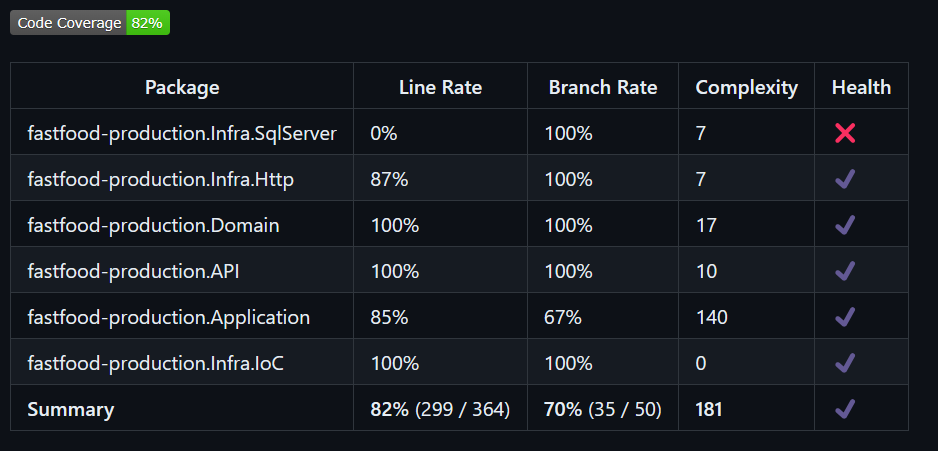 Code Coverage 82%
Package Line Rate Branch Rate Complexity Health
fastfood-production.Infra.SqlServer 0% 100% 7
fastfood-production.Infra.Http 87% 100% 7
fastfood-production.Domain 100% 100% 17
fastfood-production.API 100% 100% 10
fastfood-production.Application 85% 67% 140
fastfood-production.Infra.IoC 100% 100% 0
Summary 82% (299 / 364) 70% (35 / 50) 181